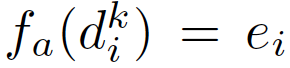 f_a(d_i^k) = e_i